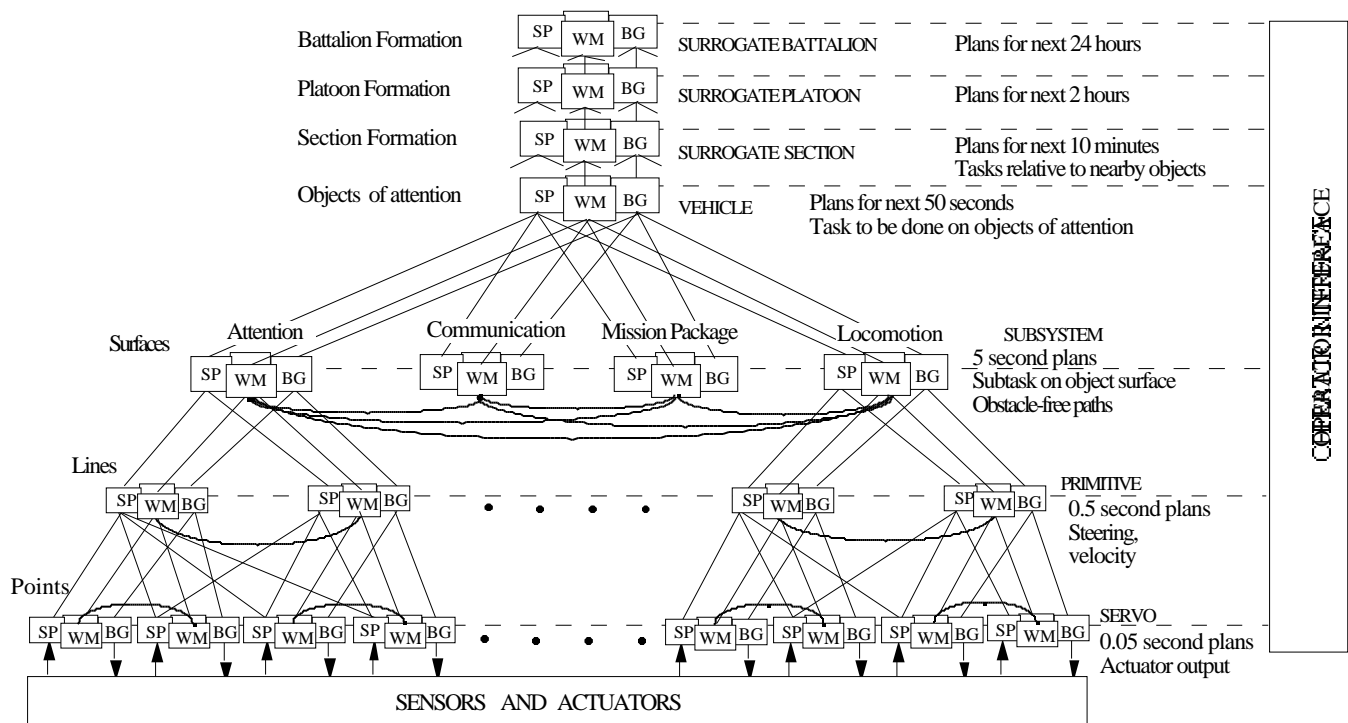 Battalion Formation SP WM BG SURROGATE BATTALION Plans for next 24 hours
Platoon Formation SP WM BG SURROGATE PLATOON Plans for next 2 hours
Section Formation SP WM BG SURROGATE SECTION Plans for next 10 minutes
Tasks relative to nearby objects
Objects of attention SP WM BG VEHICLE Plans for next 50 seconds
Task to be done on objects of attention
OPERATOR INTERFACE
Attention Communication Mission Package Locomotion SUBSYSTEM
Surfaces SP WM BG SP WM BG SP WM BG SP WM BG 5 second plans
Subtask on object surface
Obstacle-free paths
Lines SP WM BG SP WM BG SP WM BG SP WM BG PRIMITIVE
0.5 second plans
Steering,
velocity
Points
SP WM BG SP WM BG SP WM BG SP WM BG SP WM BG SP WM BG SP WM BG SP WM BG SERVO
0.05 second plans
Actuator output
SENSORS AND ACTUATORS